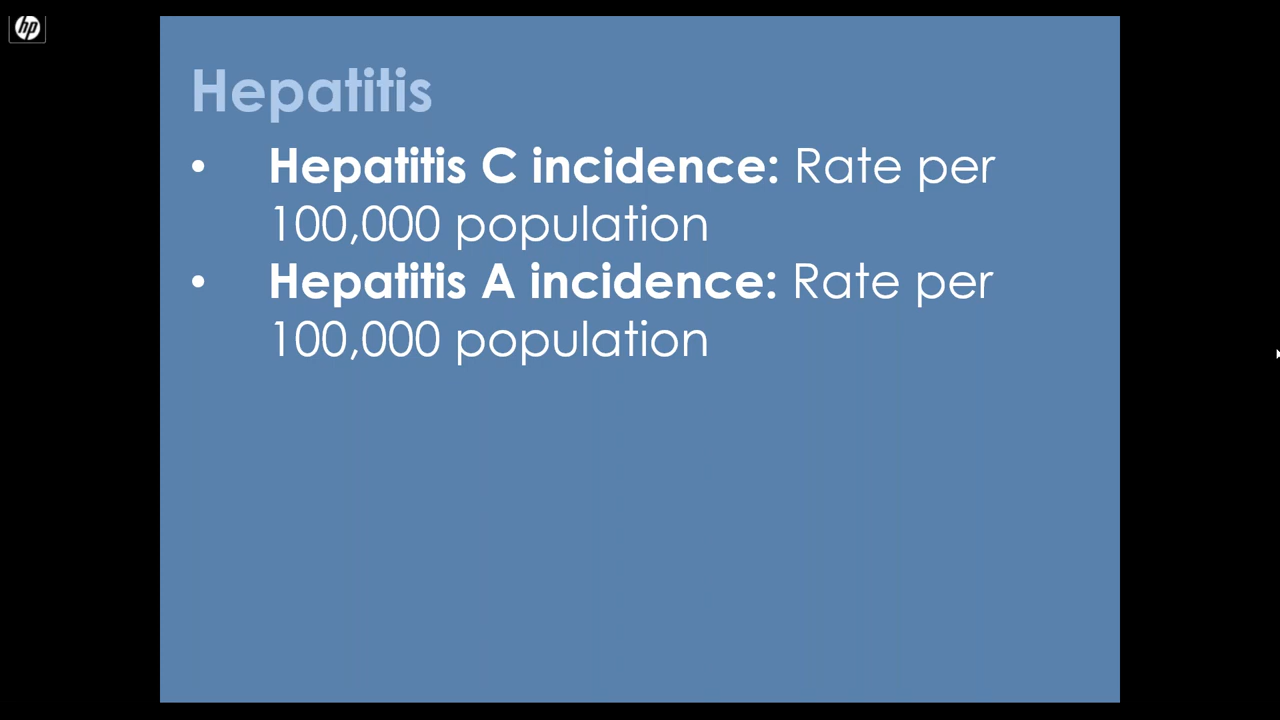 hp
Hepatitis
• Hepatitis C incidence: Rate per
100,000 population
• Hepatitis A incidence: Rate per
100,000 population